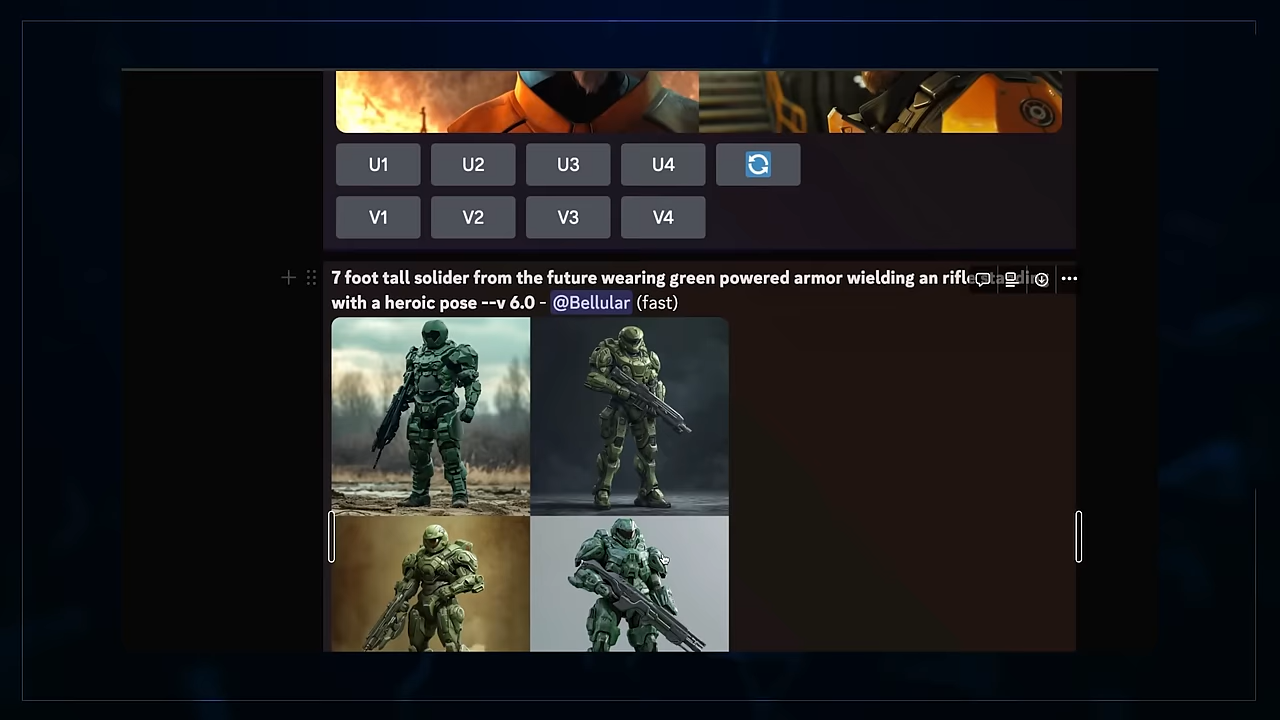 U1 U2 U3 U4
V1 V2 V3 V4
7 foot tall solider from the future wearing green powered armor wielding an rifle
with a heroic pose --v 6.0 - @Bellular (fast)